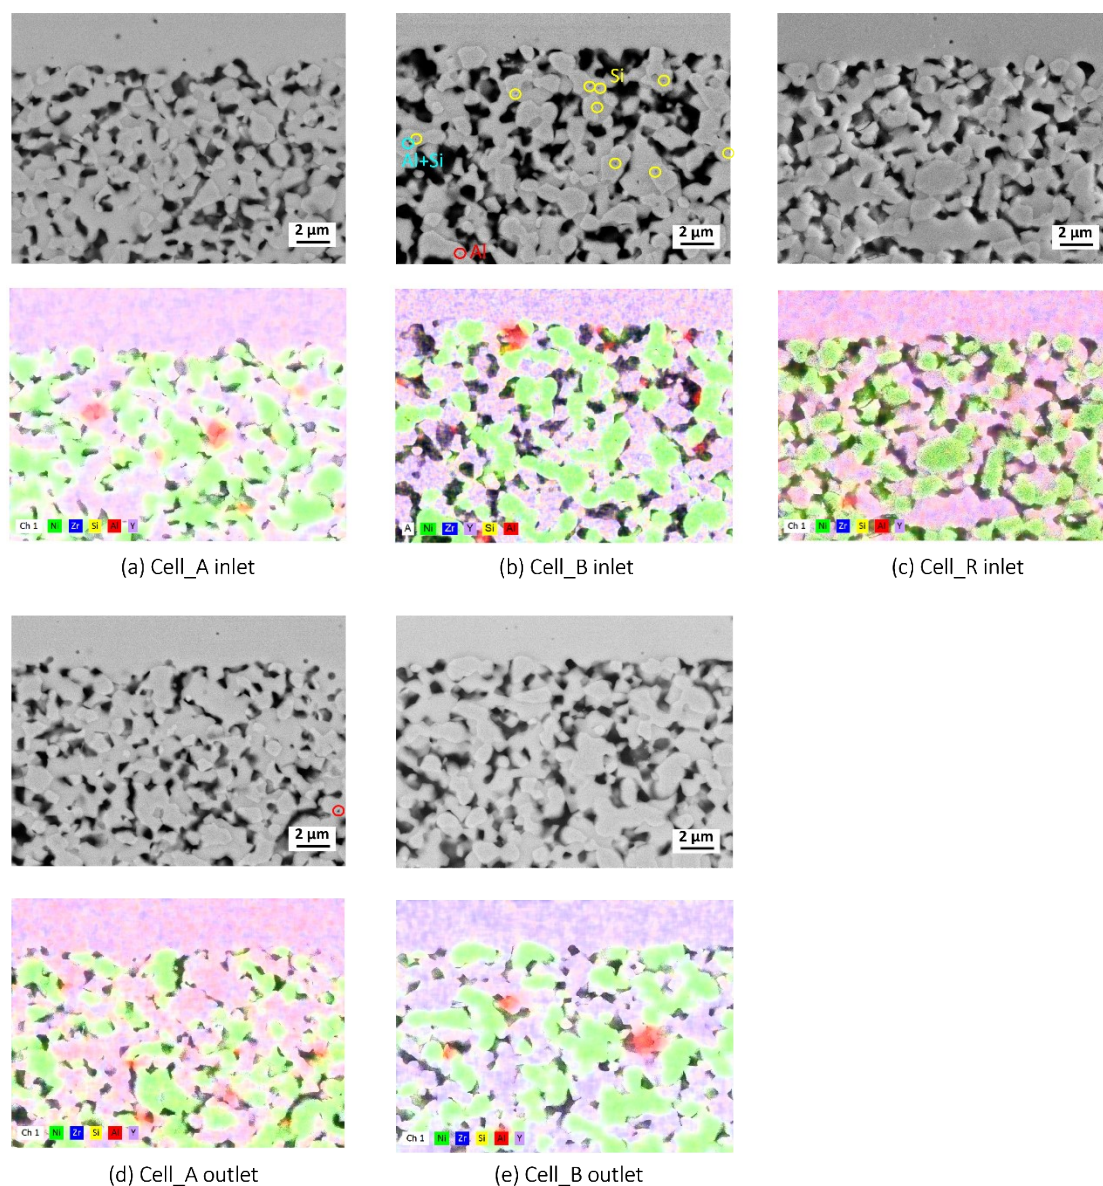 Si
Al+Si
Al
2 μm
2 μm
2 μm
Ch 1 Ni Zr Si Al Y
A Ni Zr Y Si Al
Ch 1 Ni Zr Si Al Y
(a) Cell_A inlet
(b) Cell_B inlet
(c) Cell_R inlet
2 μm
2 μm
Ch 1 Ni Zr Si Al Y
Ch 1 Ni Zr Si Al Y
(d) Cell_A outlet
(e) Cell_B outlet